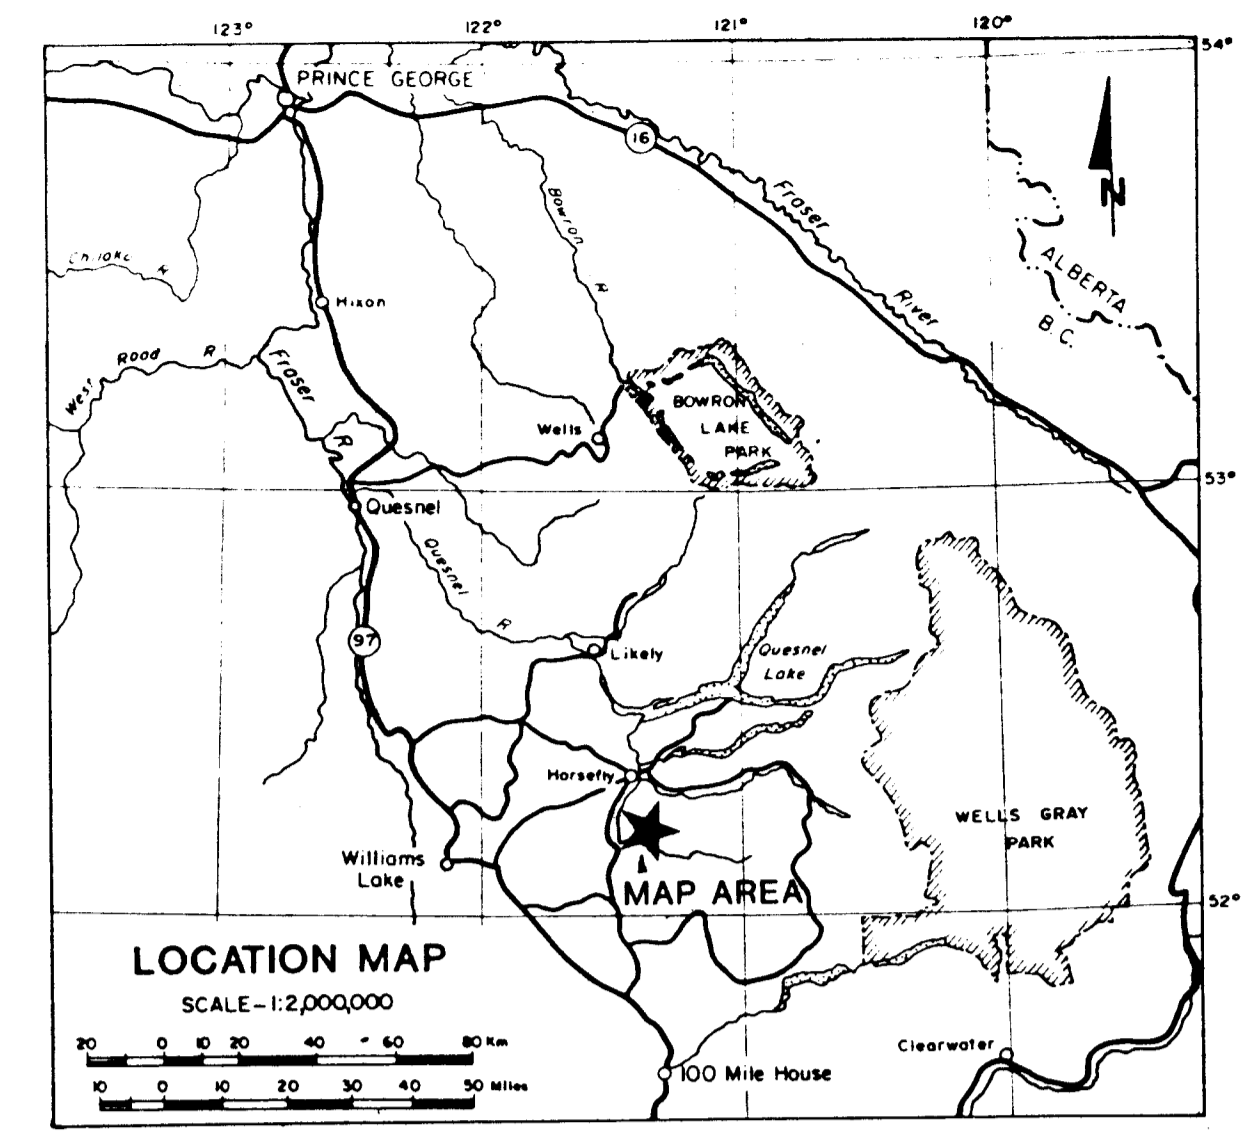 123° 122° 121° 120°
54°
PRINCE GEORGE
16
Bowron
R
Fraser
River
N
Chilako R
ALBERTA
B.C.
Hixon
West Road R
Fraser
R
BOWRON
LAKE
PARK
Wells
53°
Quesnel
Quesnel
R
97
Likely
Quesnel
Lake
Horsefly
WELLS GRAY
PARK
Williams
Lake
MAP AREA
52°
LOCATION MAP
SCALE-1:2,000,000
20 0 10 20 40 60 80 Km
10 0 10 20 30 40 50 Miles
Clearwater
100 Mile House